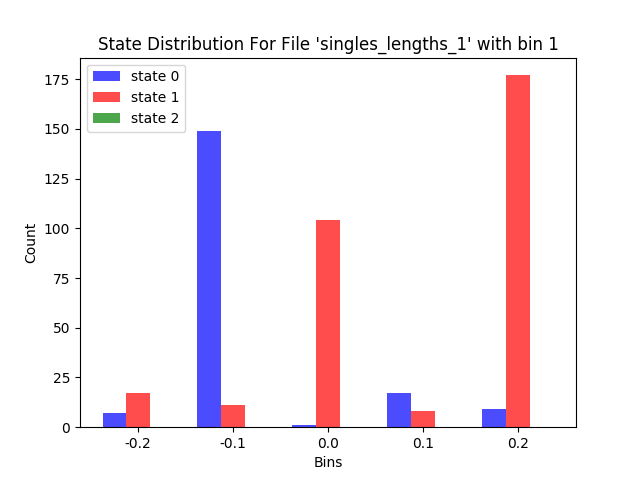 State Distribution For File 'singles_lengths_1' with bin 1
state 0
state 1
state 2
175
150
125
100
75
50
25
0
Count
-0.2 -0.1 0.0 0.1 0.2
Bins